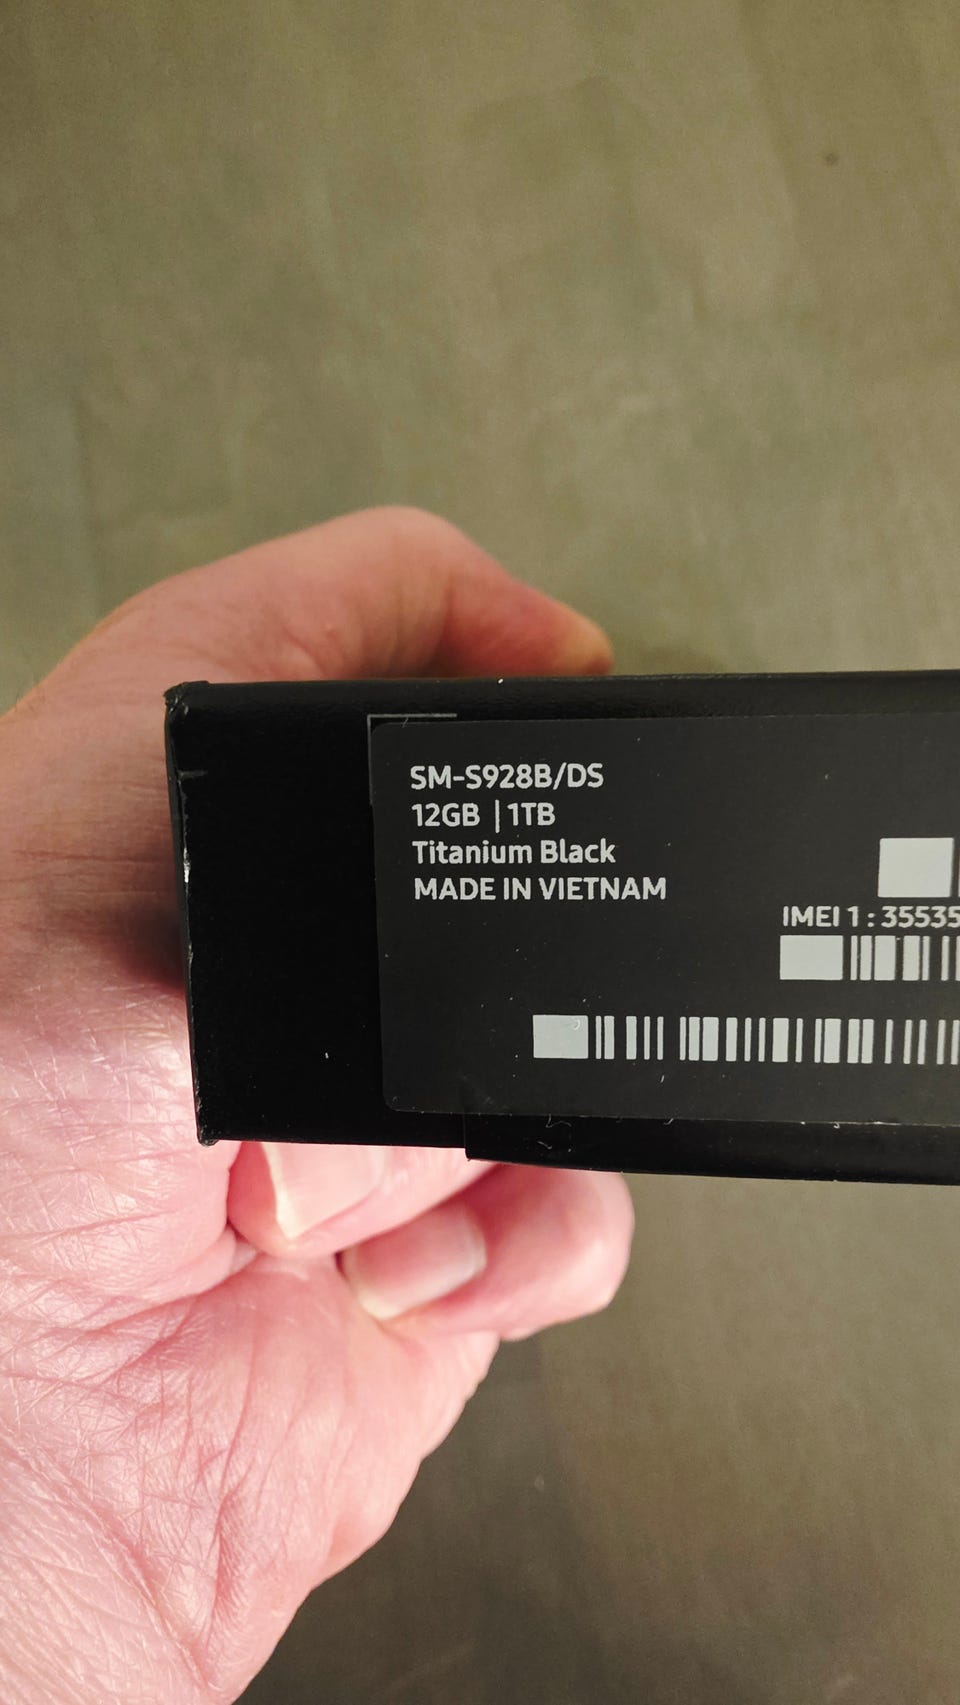 SM-S928B/DS
12GB | 1TB
Titanium Black
MADE IN VIETNAM
IMEI 1 : 35535